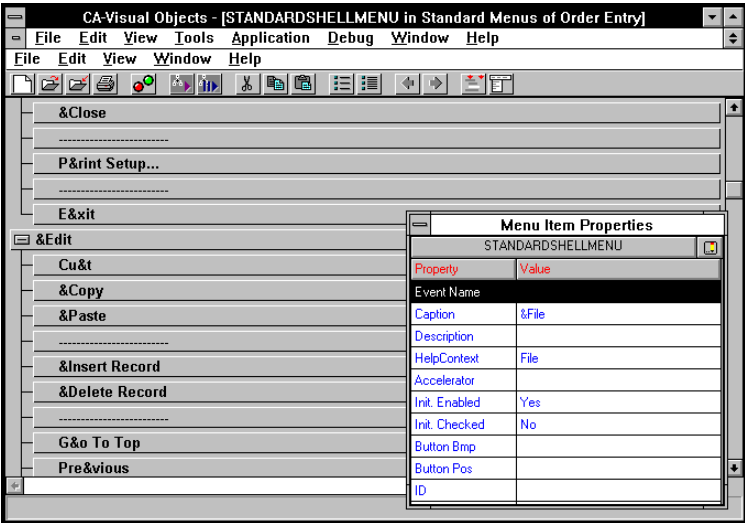 CA-Visual Objects - [STANDARDSHELLMENU in Standard Menus of Order Entry]
File Edit View Tools Application Debug Window Help
File Edit View Window Help
&Close
-------------------------
P&rint Setup...
-------------------------
E&xit
&Edit
Cu&t
&Copy
&Paste
-------------------------
&Insert Record
&Delete Record
-------------------------
G&o To Top
Pre&vious
Menu Item Properties
STANDARDSHELLMENU
Property Value
Event Name
Caption &File
Description
HelpContext File
Accelerator
Init. Enabled Yes
Init. Checked No
Button Bmp
Button Pos
ID